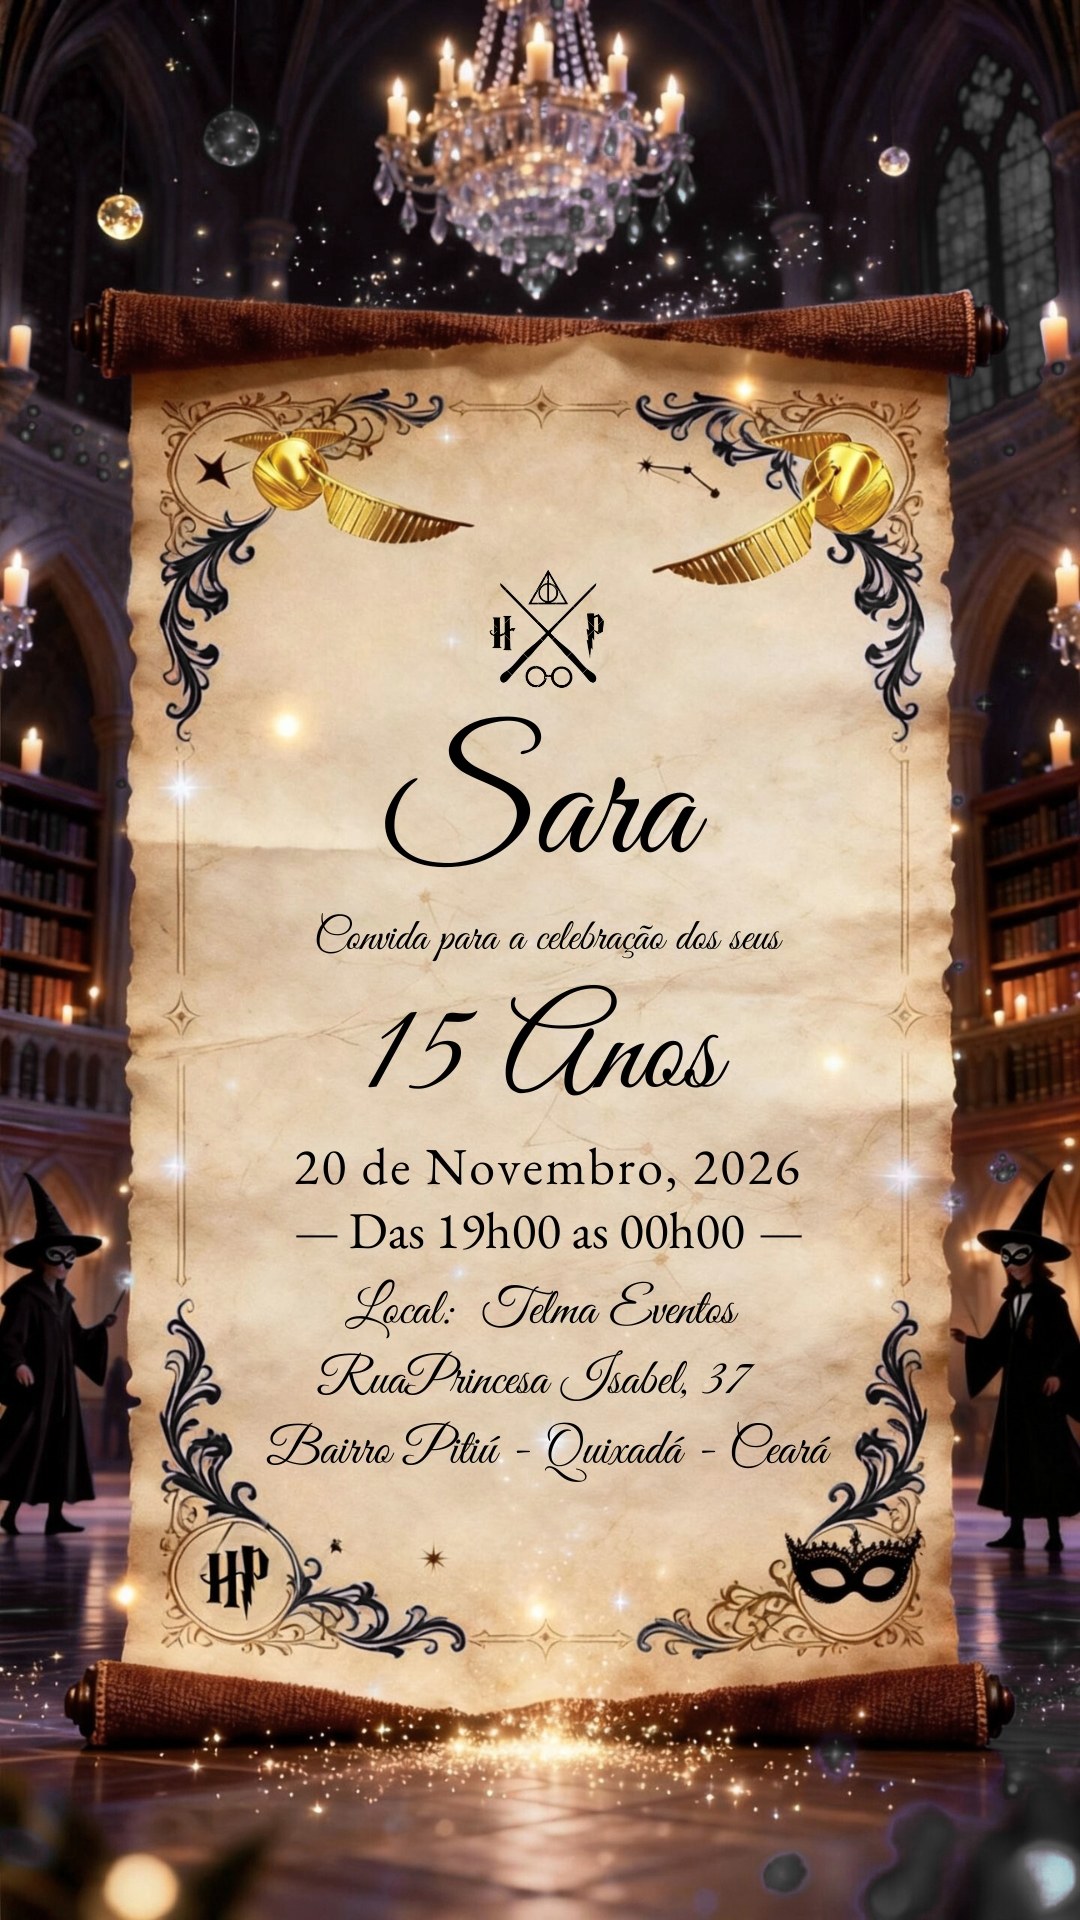 H P
Sara
Convida para a celebração dos seus
15 Anos
20 de Novembro, 2026
— Das 19h00 as 00h00 —
Local: Telma Eventos
RuaPrincesa Isabel, 37
Bairro Pitiú - Quixadá - Ceará
HP